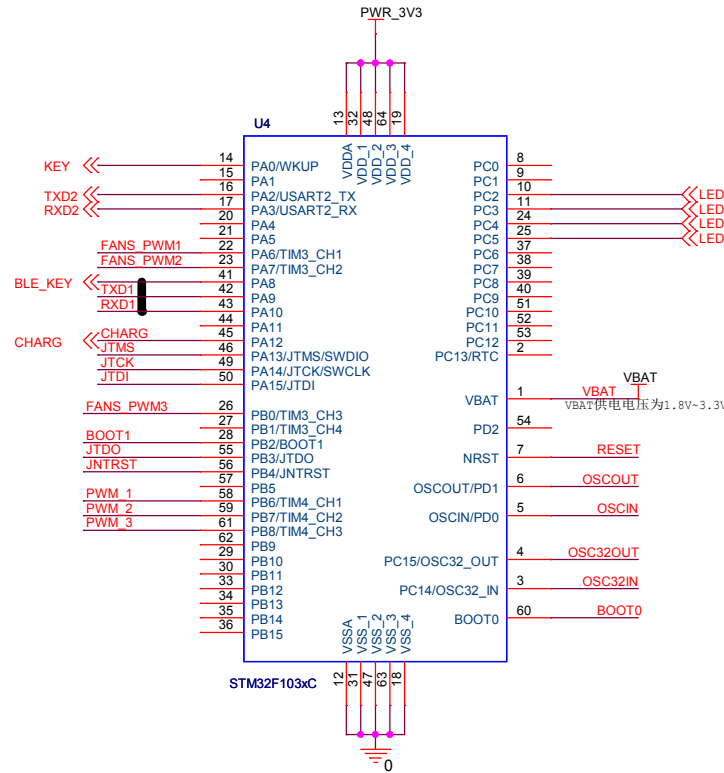 PWR_3V3
13 32 48 64 19
U4
VDDA VDD_1 VDD_2 VDD_3 VDD_4
KEY 14 PA0/WKUP
15 PA1
TXD2 16 PA2/USART2_TX
RXD2 17 PA3/USART2_RX
20 PA4
21 PA5
FANS_PWM1 22 PA6/TIM3_CH1
FANS_PWM2 23 PA7/TIM3_CH2
BLE_KEY 41 PA8
TXD1 42 PA9
RXD1 43 PA10
44 PA11
CHARG CHARG 45 PA12
JTMS 46 PA13/JTMS/SWDIO
JTCK 49 PA14/JTCK/SWCLK
JTDI 50 PA15/JTDI
FANS_PWM3 26 PB0/TIM3_CH3
27 PB1/TIM3_CH4
BOOT1 28 PB2/BOOT1
JTDO 55 PB3/JTDO
JNTRST 56 PB4/JNTRST
57 PB5
PWM_1 58 PB6/TIM4_CH1
PWM_2 59 PB7/TIM4_CH2
PWM_3 61 PB8/TIM4_CH3
62 PB9
29 PB10
30 PB11
33 PB12
34 PB13
35 PB14
36 PB15
PC0 8
PC1 9
PC2 10 LED
PC3 11 LED
PC4 24 LED
PC5 25 LED
PC6 37
PC7 38
PC8 39
PC9 40
PC10 51
PC11 52
PC12 53
PC13/RTC 2
VBAT
VBAT 1 VBAT
VBAT供电电压为1.8V~3.3V
PD2 54
NRST 7 RESET
OSCOUT/PD1 6 OSCOUT
OSCIN/PD0 5 OSCIN
PC15/OSC32_OUT 4 OSC32OUT
PC14/OSC32_IN 3 OSC32IN
BOOT0 60 BOOT0
VSSA VSS_1 VSS_2 VSS_3 VSS_4
STM32F103xC
12 31 47 63 18
0